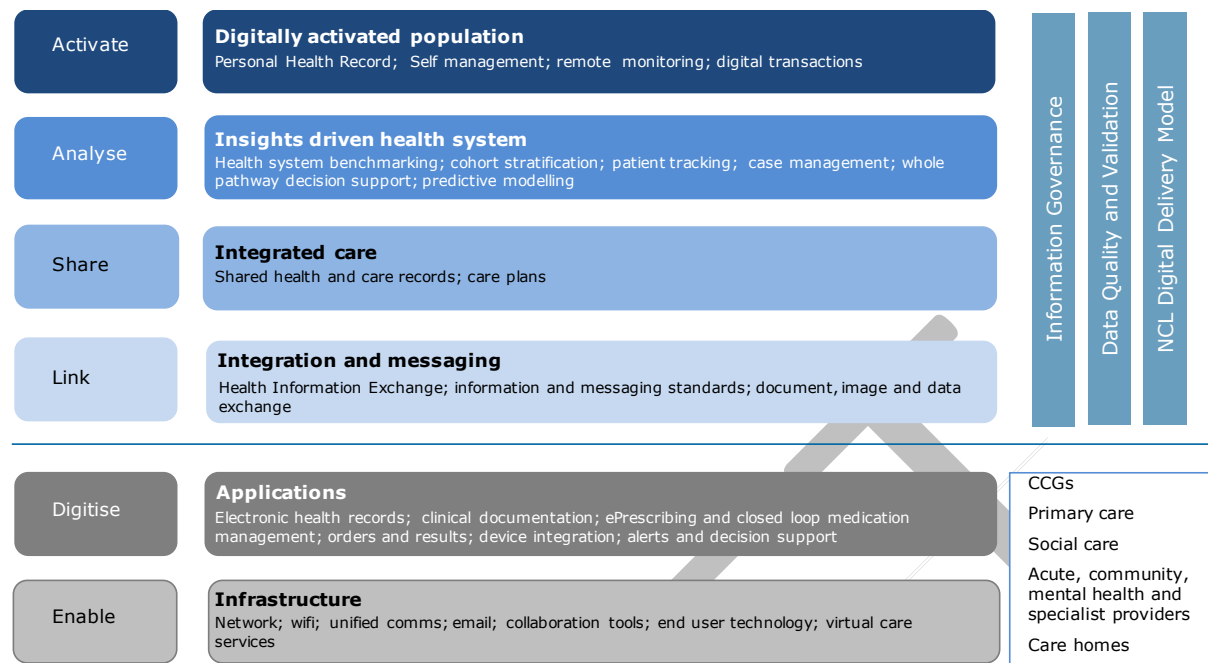 Activate
Digitally activated population
Personal Health Record; Self management; remote monitoring; digital transactions
Analyse
Insights driven health system
Health system benchmarking; cohort stratification; patient tracking; case management; whole
pathway decision support; predictive modelling
Share
Integrated care
Shared health and care records; care plans
Link
Integration and messaging
Health Information Exchange; information and messaging standards; document, image and data
exchange
Information Governance
Data Quality and Validation
NCL Digital Delivery Model
Digitise
Applications
Electronic health records; clinical documentation; ePrescribing and closed loop medication
management; orders and results; device integration; alerts and decision support
Enable
Infrastructure
Network; wifi; unified comms; email; collaboration tools; end user technology; virtual care
services
CCGs
Primary care
Social care
Acute, community,
mental health and
specialist providers
Care homes